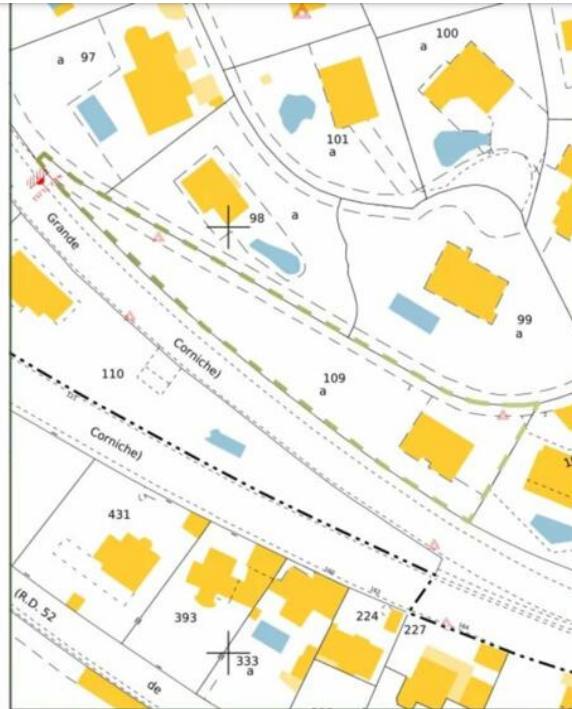 100
a
a 97
101
a
98
a
Grande
99
a
Corniche)
110
109
a
Corniche)
431
(R.D. 52
393
224
227
333
a
de